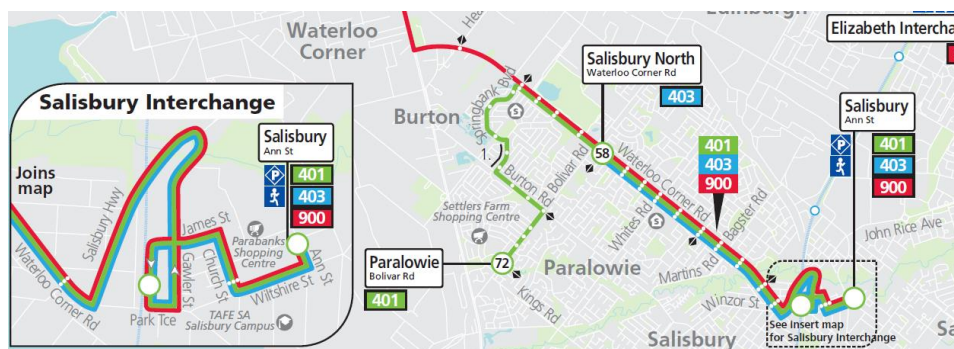 Waterloo
Corner
Edinburgh
Elizabeth Intercha
Salisbury North
Waterloo Corner Rd
403
Salisbury
Ann St
P
401
403
900
Salisbury Interchange
Salisbury
Ann St
P
401
403
900
Joins
map
Salisbury Hwy
Waterloo Corner Rd
James St
Parabanks
Shopping
Centre
Church St
Gawler St
Ann St
Wiltshire St
Park Tce
TAFE SA
Salisbury Campus
Burton
Springbank Bvd
S
1.
Burton Rd
Bolivar Rd
58
401
403
900
Waterloo Corner Rd
Settlers Farm
Shopping Centre
Whites Rd
S
Bagster Rd
John Rice Ave
Paralowie
Bolivar Rd
401
72
Paralowie
Martins Rd
Kings Rd
Winzor St
Salisbury
See Insert map
for Salisbury Interchange
Sa